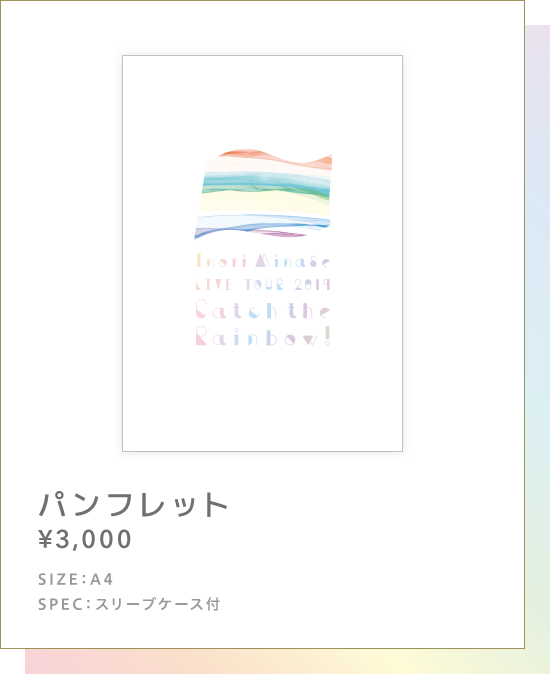 Inori Minase
LIVE TOUR 2019
Catch the
Rainbow!
パンフレット
¥3,000
SIZE:A4
SPEC:スリーブケース付